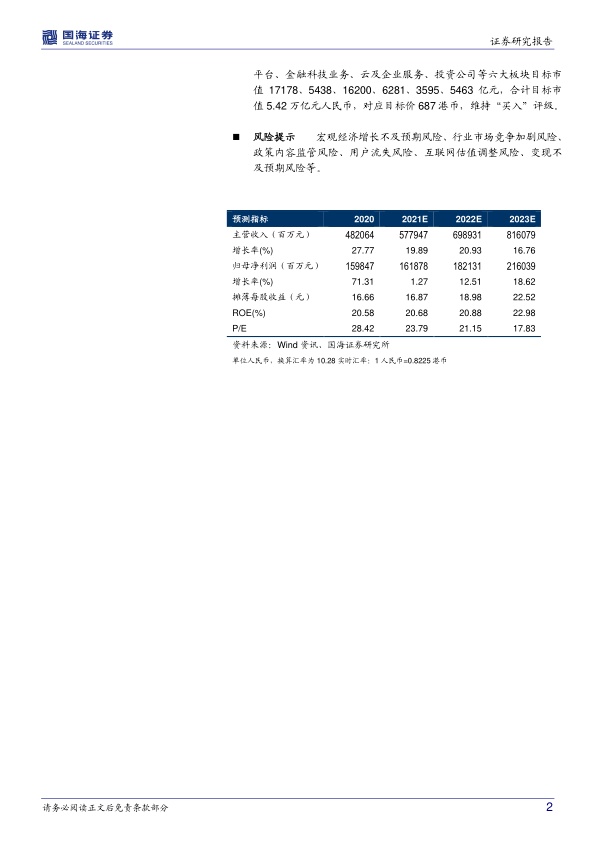 国海证券
SEALAND SECURITIES
证券研究报告
平台、金融科技业务、云及企业服务、投资公司等六大板块目标市
值 17178、5438、16200、6281、3595、5463 亿元，合计目标市
值 5.42 万亿元人民币，对应目标价 687 港币，维持“买入”评级。
■ 风险提示 宏观经济增长不及预期风险、行业市场竞争加剧风险、
政策内容监管风险、用户流失风险、互联网估值调整风险、变现不
及预期风险等。
预测指标 2020 2021E 2022E 2023E
主营收入（百万元） 482064 577947 698931 816079
增长率(%) 27.77 19.89 20.93 16.76
归母净利润（百万元） 159847 161878 182131 216039
增长率(%) 71.31 1.27 12.51 18.62
摊薄每股收益（元） 16.66 16.87 18.98 22.52
ROE(%) 20.58 20.68 20.88 22.98
P/E 28.42 23.79 21.15 17.83
资料来源：Wind 资讯、国海证券研究所
单位人民币，换算汇率为 10.28 实时汇率：1 人民币=0.8225 港币
请务必阅读正文后免责条款部分
2